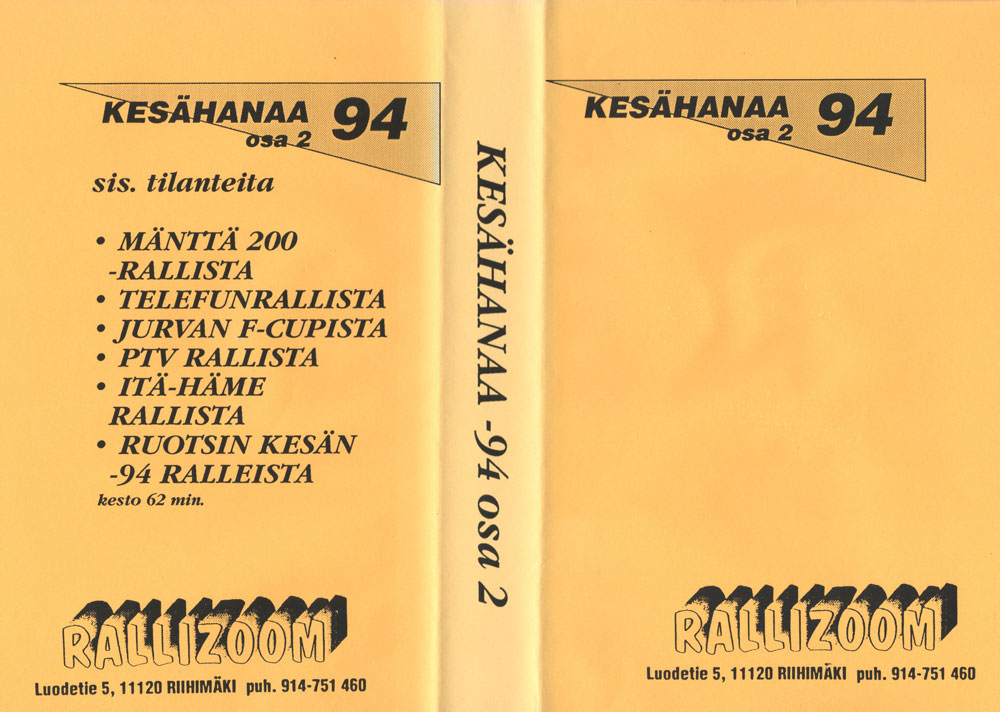 KESÄHANAA 94
osa 2
sis. tilanteita
• MÄNTTÄ 200
-RALLISTA
• TELEFUNRALLISTA
• JURVAN F-CUPISTA
• PTV RALLISTA
• ITÄ-HÄME
RALLISTA
• RUOTSIN KESÄN
-94 RALLEISTA
kesto 62 min.
RALLIZOOM
Luodetie 5, 11120 RIIHIMÄKI puh. 914-751 460
KESÄHANAA -94 osa 2
KESÄHANAA 94
osa 2
RALLIZOOM
Luodetie 5, 11120 RIIHIMÄKI puh. 914-751 460